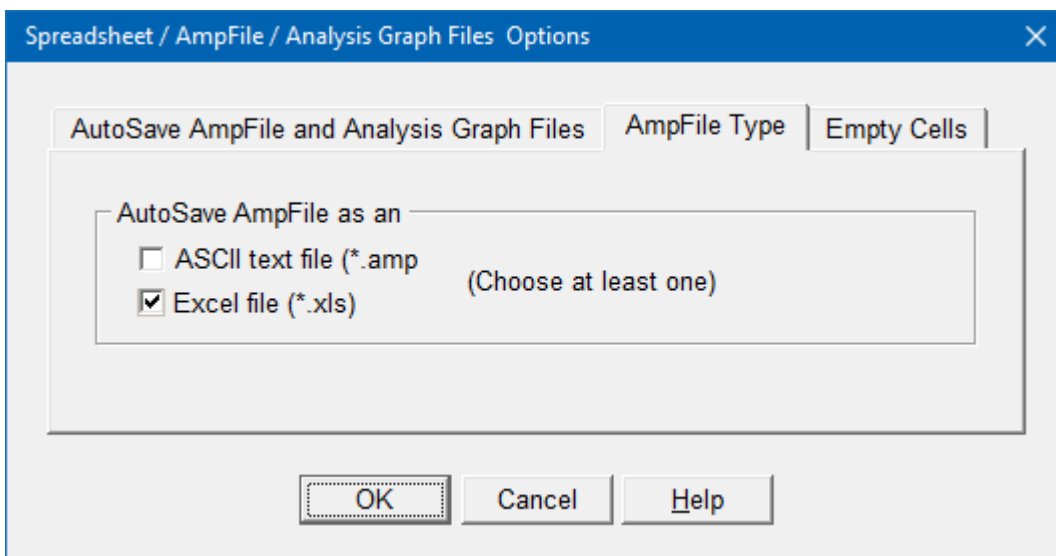 Spreadsheet / AmpFile / Analysis Graph Files Options
AutoSave AmpFile and Analysis Graph Files
AmpFile Type
Empty Cells
AutoSave AmpFile as an
ASCII text file (*.amp
(Choose at least one)
Excel file (*.xls)
OK
Cancel
Help